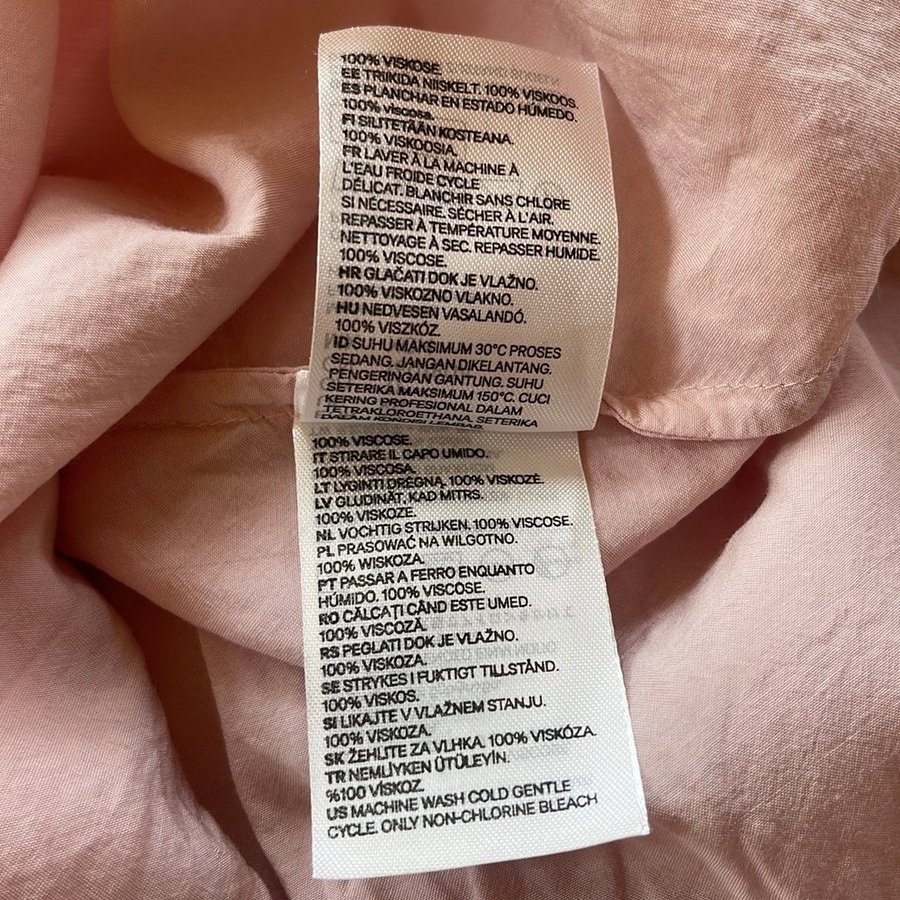 100% VISKOSE.
EE TRIIKIDA NIISKELT. 100% VISKOOS.
ES PLANCHAR EN ESTADO HÚMEDO.
100% viscosa.
FI SILITETÄÄN KOSTEANA.
100% VISKOOSIA.
FR LAVER À LA MACHINE À
L'EAU FROIDE CYCLE
DÉLICAT. BLANCHIR SANS CHLORE
SI NÉCESSAIRE. SÉCHER À L'AIR.
REPASSER À TEMPÉRATURE MOYENNE.
NETTOYAGE À SEC. REPASSER HUMIDE.
100% VISCOSE.
HR GLAČATI DOK JE VLAŽNO.
100% VISKOZNO VLAKNO.
HU NEDVESEN VASALANDÓ.
100% VISZKÓZ.
ID SUHU MAKSIMUM 30°C PROSES
SEDANG. JANGAN DIKELANTANG.
PENGERINGAN GANTUNG. SUHU
SETERIKA MAKSIMUM 150°C. CUCI
KERING PROFESIONAL DALAM
TETRAKLOROETHANA. SETERIKA
DALAM KONDISI LEMBAB.
100% VISCOSE.
IT STIRARE IL CAPO UMIDO.
100% VISCOSA.
LT LYGINTI DRĖGNĄ. 100% VISKOZĖ.
LV GLUDINĀT, KAD MITRS.
100% VISKOZE.
NL VOCHTIG STRIJKEN. 100% VISCOSE.
PL PRASOWAĆ NA WILGOTNO.
100% WISKOZA.
PT PASSAR A FERRO ENQUANTO
HÚMIDO. 100% VISCOSE.
RO CĂLCAȚI CÂND ESTE UMED.
100% VISCOZĂ.
RS PEGLATI DOK JE VLAŽNO.
100% VISKOZA.
SE STRYKES I FUKTIGT TILLSTÅND.
100% VISKOS.
SI LIKAJTE V VLAŽNEM STANJU.
100% VISKOZA.
SK ŽEHLITE ZA VLHKA. 100% VISKÓZA.
TR NEMLİYKEN ÜTÜLEYİN.
%100 VİSKOZ.
US MACHINE WASH COLD GENTLE
CYCLE. ONLY NON-CHLORINE BLEACH